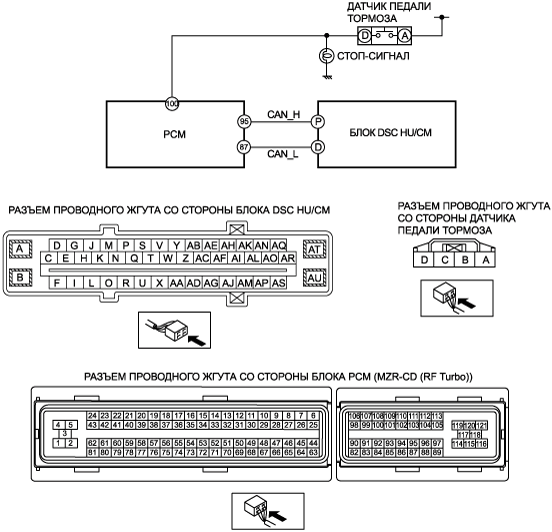 ДАТЧИК ПЕДАЛИ
ТОРМОЗА
D A
СТОП-СИГНАЛ
100
PCM
95 CAN_H P
87 CAN_L D
БЛОК DSC HU/CM
РАЗЪЕМ ПРОВОДНОГО ЖГУТА СО СТОРОНЫ БЛОКА DSC HU/CM
A D G J M P S V Y AB AE AH AK AN AQ AT
C E H K N Q T W Z AC AF AI AL AO AR
B F I L O R U X AA AD AG AJ AM AP AS AU
РАЗЪЕМ ПРОВОДНОГО ЖГУТА
СО СТОРОНЫ ДАТЧИКА
ПЕДАЛИ ТОРМОЗА
D C B A
РАЗЪЕМ ПРОВОДНОГО ЖГУТА СО СТОРОНЫ БЛОКА PCM (MZR-CD (RF Turbo))
24 23 22 21 20 19 18 17 16 15 14 13 12 11 10 9 8 7 6
43 42 41 40 39 38 37 36 35 34 33 32 31 30 29 28 27 26 25
4 5
3
1 2
62 61 60 59 58 57 56 55 54 53 52 51 50 49 48 47 46 45 44
81 80 79 78 77 76 75 74 73 72 71 70 69 68 67 66 65 64 63
106 107 108 109 110 111 112 113
98 99 100 101 102 103 104 105
90 91 92 93 94 95 96 97
82 83 84 85 86 87 88 89
119 120 121
117 118
114 115 116